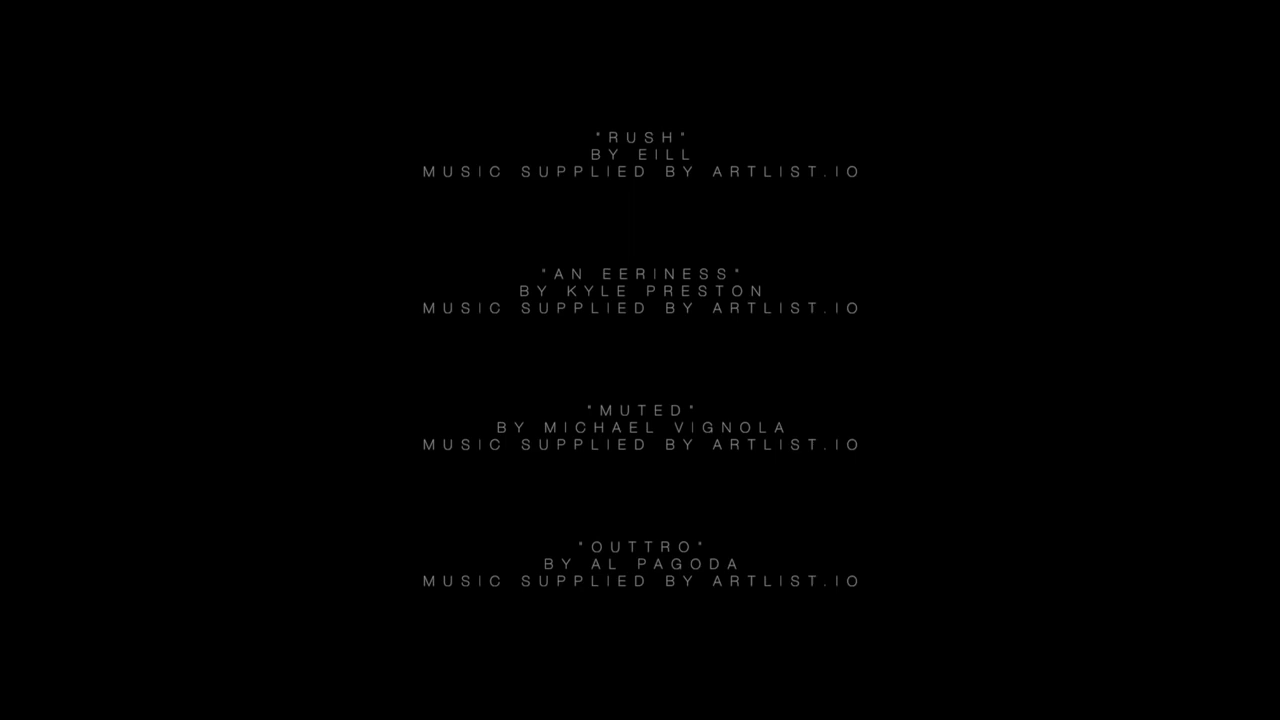 "RUSH"
BY EILL
MUSIC SUPPLIED BY ARTLIST.IO
"AN EERINESS"
BY KYLE PRESTON
MUSIC SUPPLIED BY ARTLIST.IO
"MUTED"
BY MICHAEL VIGNOLA
MUSIC SUPPLIED BY ARTLIST.IO
"OUTTRO"
BY AL PAGODA
MUSIC SUPPLIED BY ARTLIST.IO